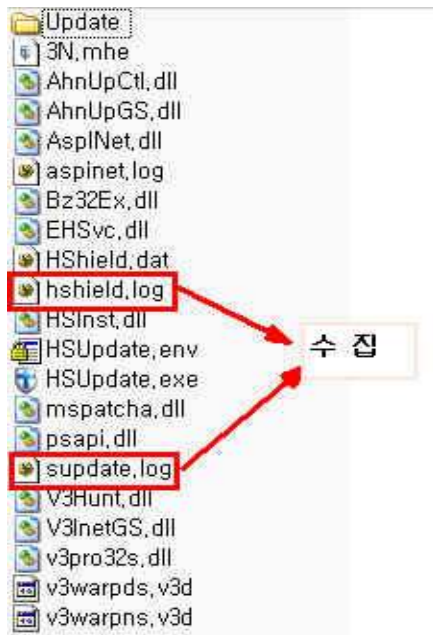 Update
3N.mhe
AhnUpCtl.dll
AhnUpGS.dll
AspINet.dll
aspinet.log
Bz32Ex.dll
EHSvc.dll
HShield.dat
hshield.log
HSInst.dll
HSUpdate.env
수 집
HSUpdate.exe
mspatcha.dll
psapi.dll
supdate.log
V3Hunt.dll
V3InetGS.dll
v3pro32s.dll
v3warpds.v3d
v3warpns.v3d